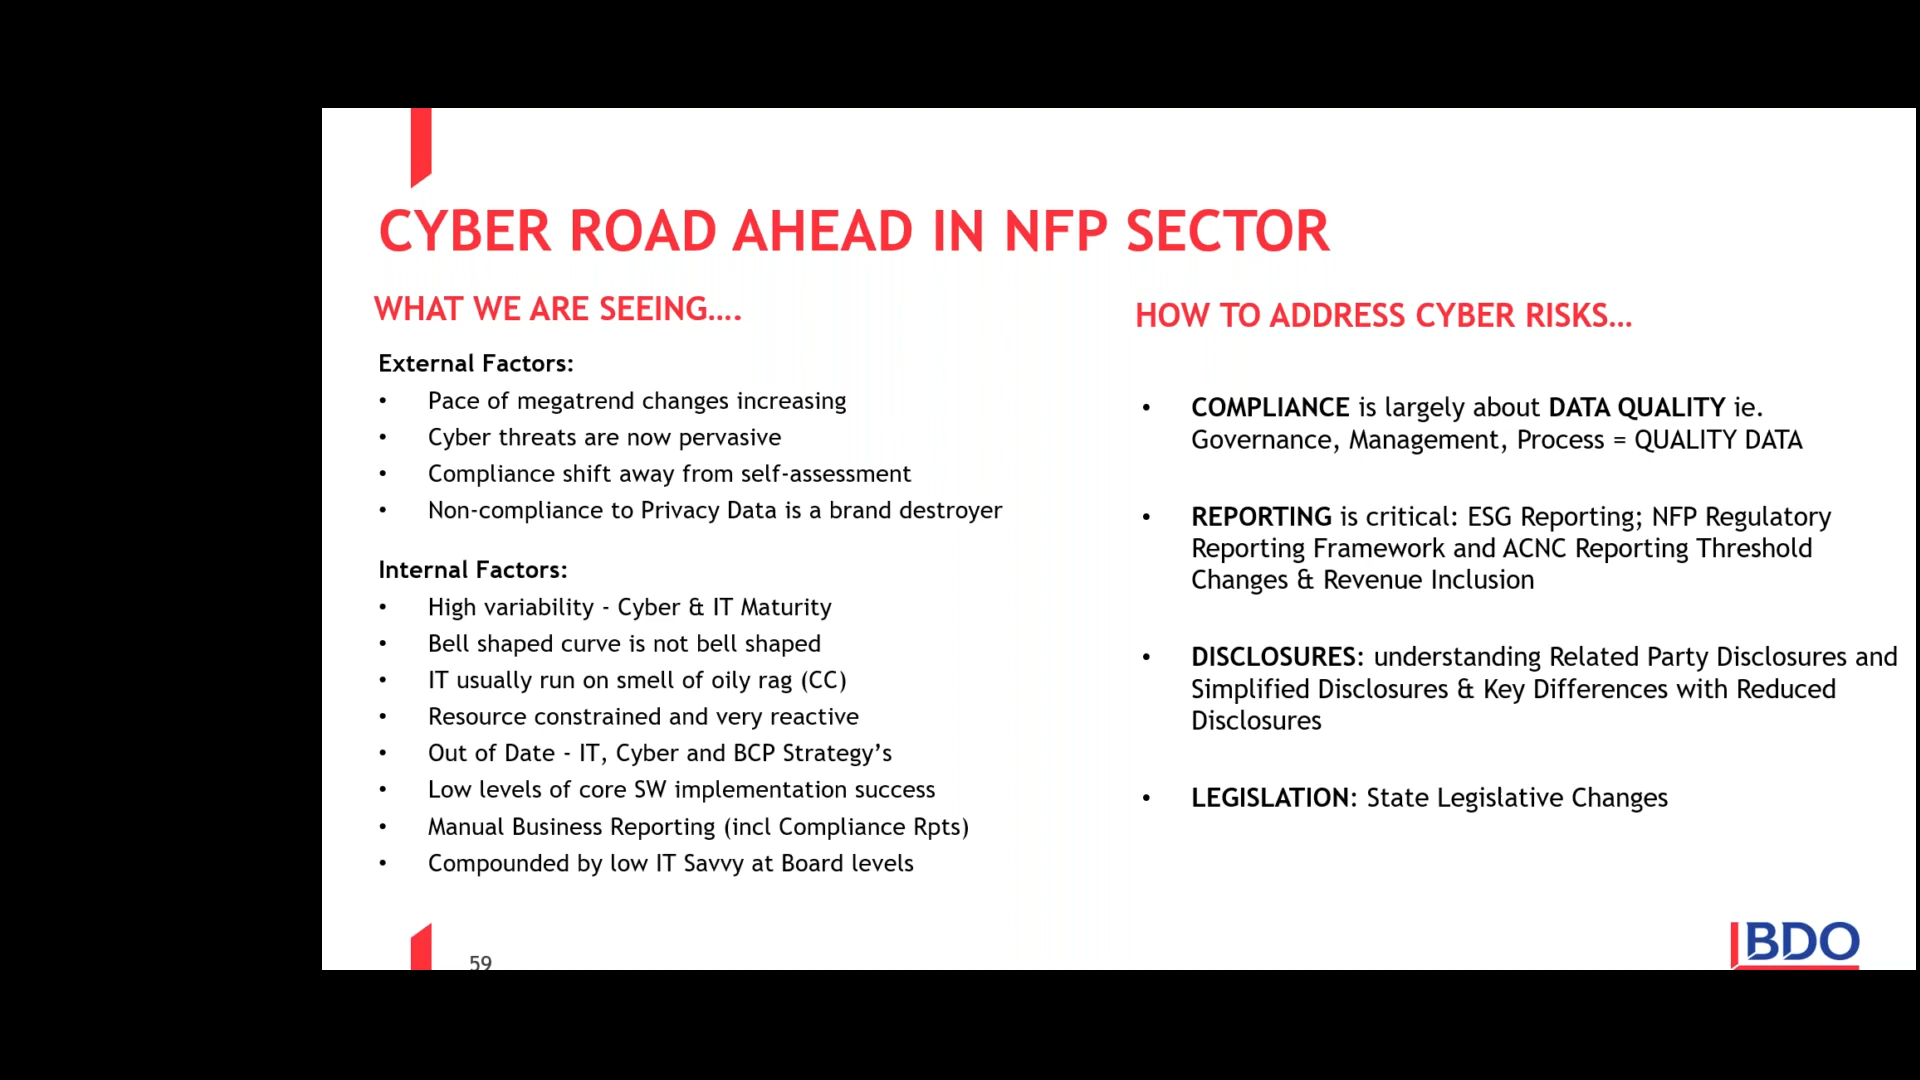 CYBER ROAD AHEAD IN NFP SECTOR
WHAT WE ARE SEEING....
External Factors:
• Pace of megatrend changes increasing
• Cyber threats are now pervasive
• Compliance shift away from self-assessment
• Non-compliance to Privacy Data is a brand destroyer
Internal Factors:
• High variability - Cyber & IT Maturity
• Bell shaped curve is not bell shaped
• IT usually run on smell of oily rag (CC)
• Resource constrained and very reactive
• Out of Date - IT, Cyber and BCP Strategy’s
• Low levels of core SW implementation success
• Manual Business Reporting (incl Compliance Rpts)
• Compounded by low IT Savvy at Board levels
HOW TO ADDRESS CYBER RISKS...
• COMPLIANCE is largely about DATA QUALITY ie.
Governance, Management, Process = QUALITY DATA
• REPORTING is critical: ESG Reporting; NFP Regulatory
Reporting Framework and ACNC Reporting Threshold
Changes & Revenue Inclusion
• DISCLOSURES: understanding Related Party Disclosures and
Simplified Disclosures & Key Differences with Reduced
Disclosures
• LEGISLATION: State Legislative Changes
59
BDO